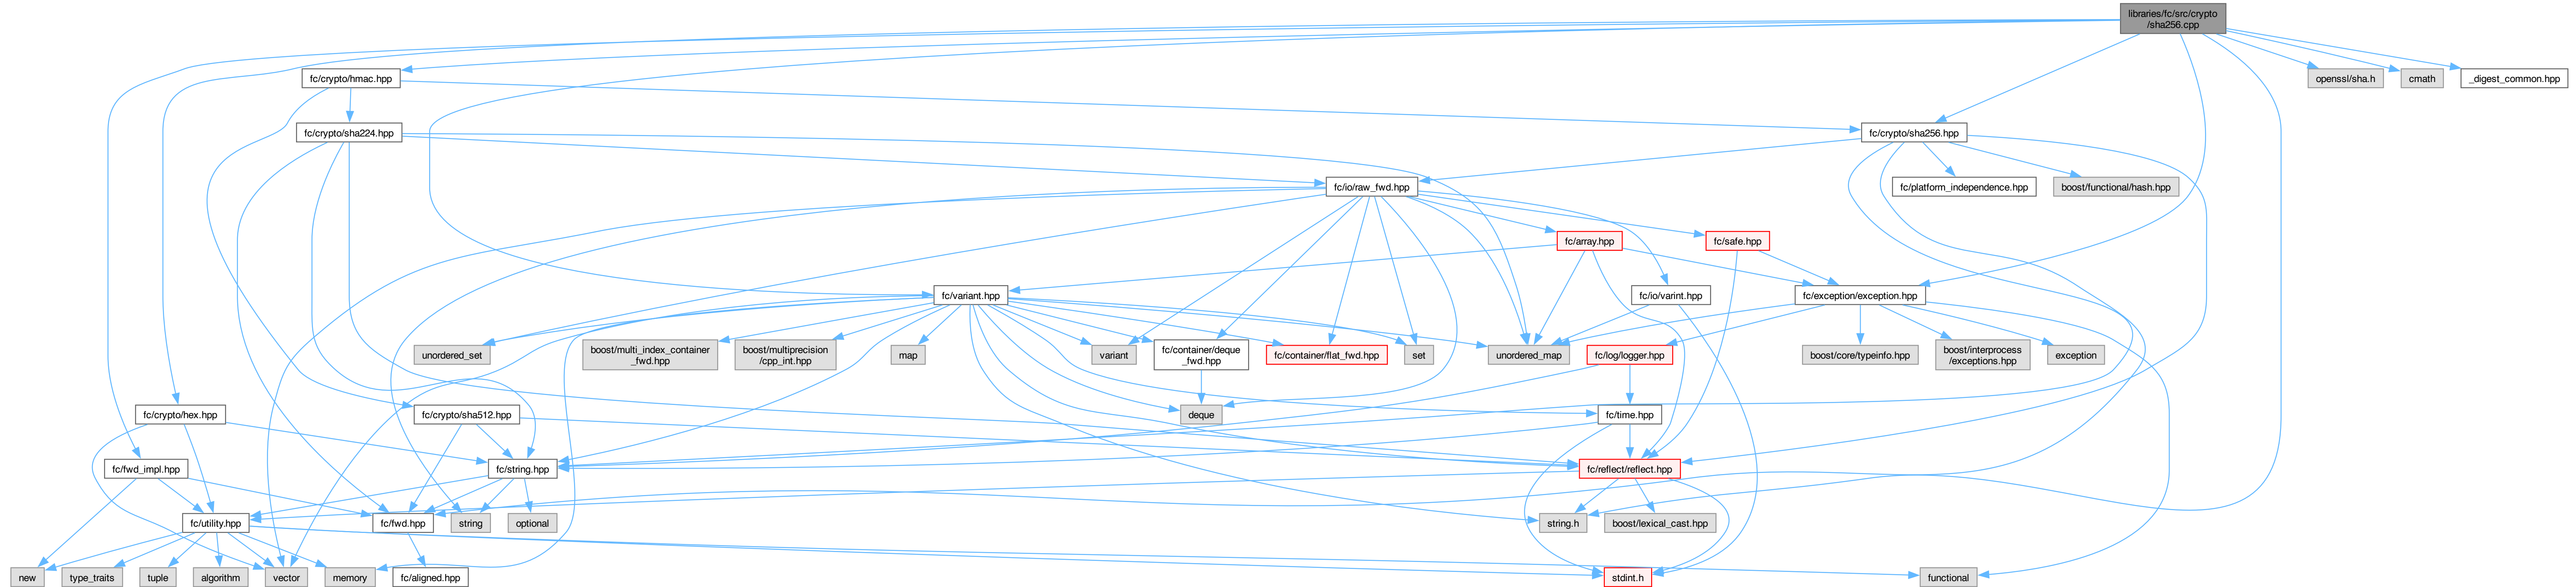 libraries/fc/src/crypto
/sha256.cpp
fc/crypto/hmac.hpp
openssl/sha.h
cmath
_digest_common.hpp
fc/crypto/sha224.hpp
fc/crypto/sha256.hpp
fc/io/raw_fwd.hpp
fc/platform_independence.hpp
boost/functional/hash.hpp
fc/array.hpp
fc/safe.hpp
fc/variant.hpp
fc/io/varint.hpp
fc/exception/exception.hpp
unordered_set
boost/multi_index_container
_fwd.hpp
boost/multiprecision
/cpp_int.hpp
map
variant
fc/container/deque
_fwd.hpp
fc/container/flat_fwd.hpp
set
unordered_map
fc/log/logger.hpp
boost/core/typeinfo.hpp
boost/interprocess
/exceptions.hpp
exception
fc/crypto/hex.hpp
fc/crypto/sha512.hpp
deque
fc/time.hpp
fc/fwd_impl.hpp
fc/string.hpp
fc/reflect/reflect.hpp
fc/utility.hpp
fc/fwd.hpp
string
optional
string.h
boost/lexical_cast.hpp
new
type_traits
tuple
algorithm
vector
memory
fc/aligned.hpp
stdint.h
functional